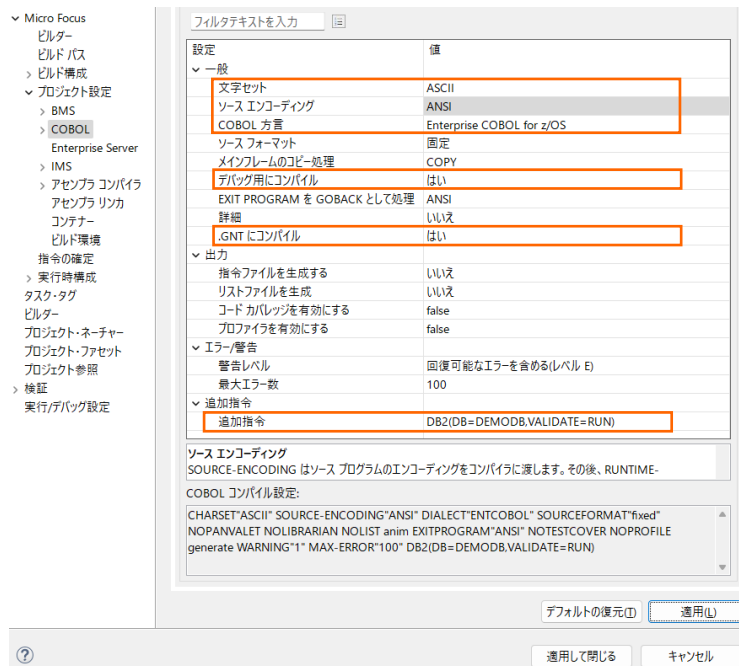 Micro Focus
ビルダー
ビルド パス
ビルド構成
プロジェクト設定
BMS
COBOL
Enterprise Server
IMS
アセンブラ コンパイラ
アセンブラ リンカ
コンテナー
ビルド環境
指令の確定
実行時構成
タスク・タグ
ビルダー
プロジェクト・ネーチャー
プロジェクト・ファセット
プロジェクト参照
検証
実行/デバッグ設定
フィルタテキストを入力
設定 値
一般
文字セット ASCII
ソース エンコーディング ANSI
COBOL 方言 Enterprise COBOL for z/OS
ソース フォーマット 固定
メインフレームのコピー処理 COPY
デバッグ用にコンパイル はい
EXIT PROGRAM を GOBACK として処理 ANSI
詳細 いいえ
.GNT にコンパイル はい
出力
指令ファイルを生成する いいえ
リストファイルを生成 いいえ
コード カバレッジを有効にする false
プロファイラを有効にする false
エラー/警告
警告レベル 回復可能なエラーを含める(レベル E)
最大エラー数 100
追加指令
追加指令 DB2(DB=DEMODB,VALIDATE=RUN)
ソース エンコーディング
SOURCE-ENCODING はソース プログラムのエンコーディングをコンパイラに渡します。その後、RUNTIME-
COBOL コンパイル設定:
CHARSET"ASCII" SOURCE-ENCODING"ANSI" DIALECT"ENTCOBOL" SOURCEFORMAT"fixed"
NOPANVALET NOLIBRARIAN NOLIST anim EXITPROGRAM"ANSI" NOTESTCOVER NOPROFILE
generate WARNING"1" MAX-ERROR"100" DB2(DB=DEMODB,VALIDATE=RUN)
デフォルトの復元(T) 適用(L)
適用して閉じる キャンセル